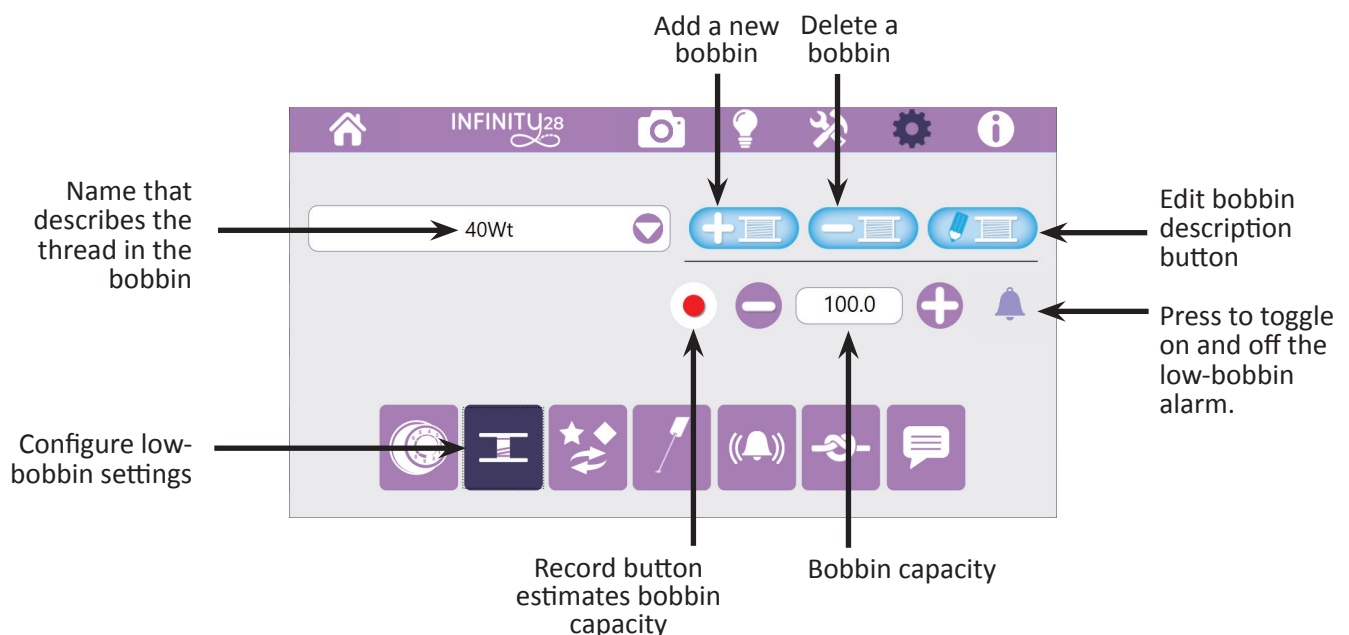 Add a new
bobbin
Delete a
bobbin
INFINITY28
Name that
describes the
thread in the
bobbin
40Wt
Edit bobbin
description
button
100.0
Press to toggle
on and off the
low-bobbin
alarm.
Configure low-
bobbin settings
Record button
estimates bobbin
capacity
Bobbin capacity